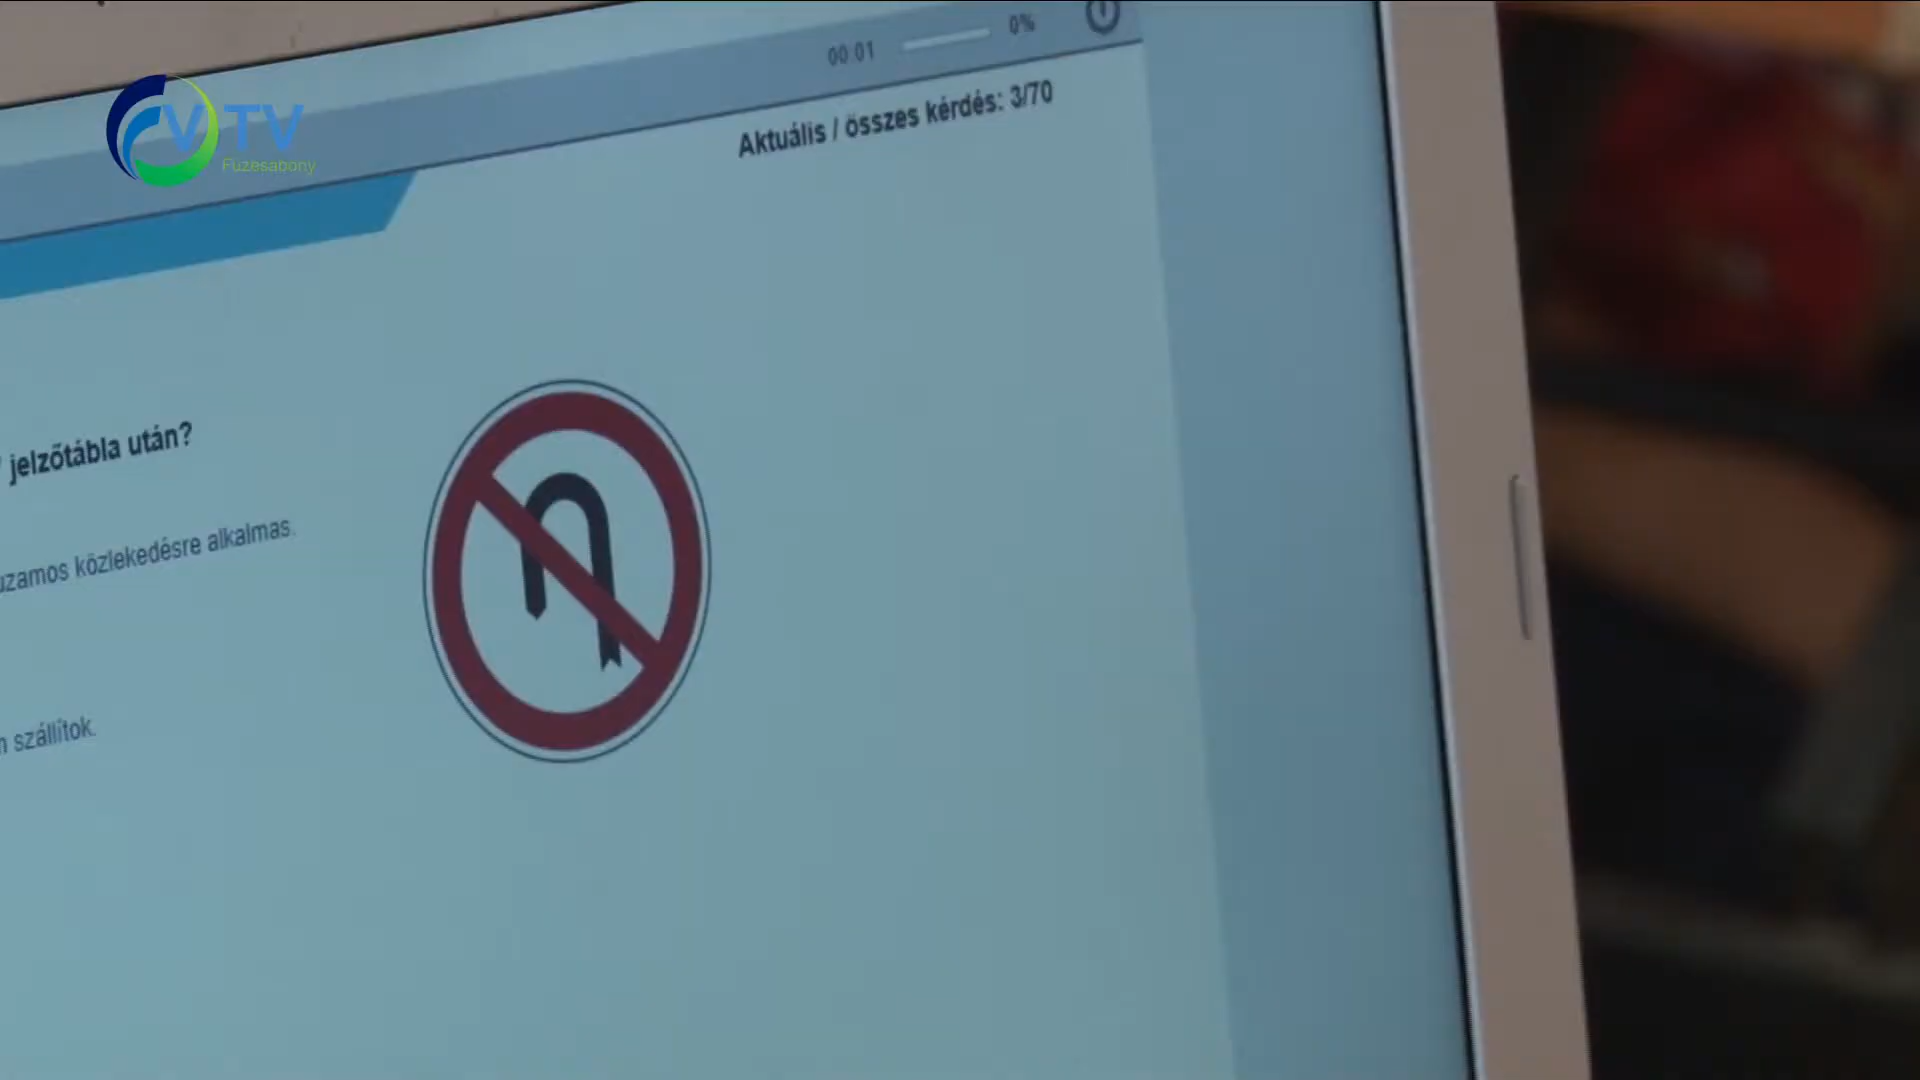 00:01 0%
VTV
Füzesabony
Aktuális / összes kérdés: 3/70
jelzőtábla után?
közlekedésre alkalmas.
szállítok.